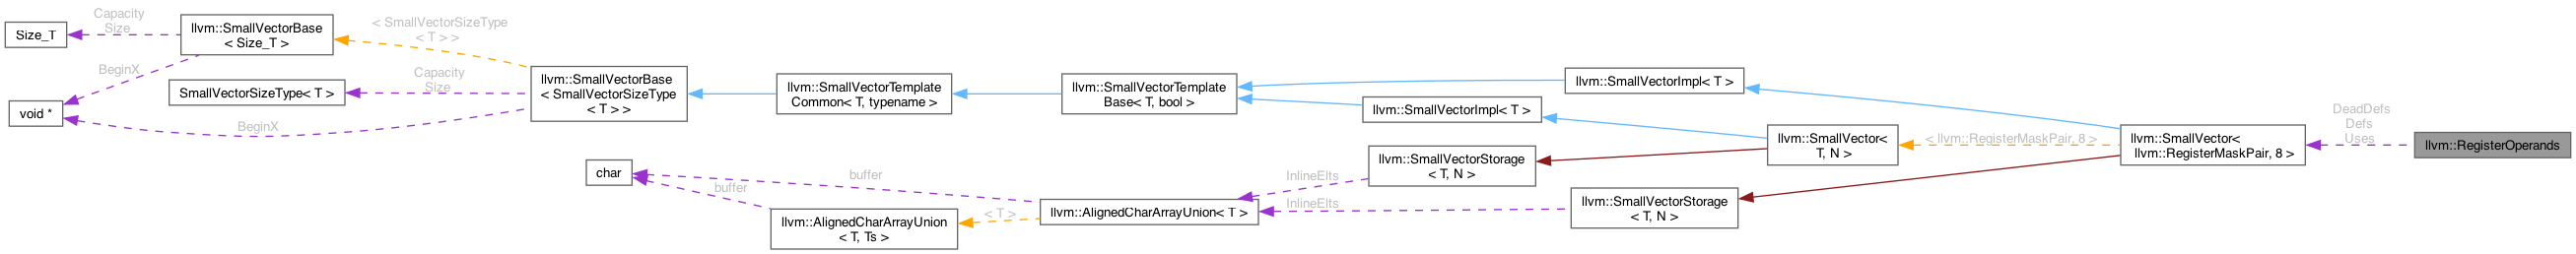 Size_T
Capacity
Size
llvm::SmallVectorBase
< Size_T >
< SmallVectorSizeType
< T > >
BeginX
SmallVectorSizeType< T >
Capacity
Size
void *
BeginX
llvm::SmallVectorBase
< SmallVectorSizeType
< T > >
llvm::SmallVectorTemplate
Common< T, typename >
llvm::SmallVectorTemplate
Base< T, bool >
llvm::SmallVectorImpl< T >
llvm::SmallVectorImpl< T >
llvm::SmallVector<
T, N >
< llvm::RegisterMaskPair, 8 >
llvm::SmallVector<
llvm::RegisterMaskPair, 8 >
DeadDefs
Defs
Uses
llvm::RegisterOperands
char
buffer
buffer
llvm::AlignedCharArrayUnion
< T, Ts >
< T >
llvm::AlignedCharArrayUnion< T >
InlineElts
InlineElts
llvm::SmallVectorStorage
< T, N >
llvm::SmallVectorStorage
< T, N >